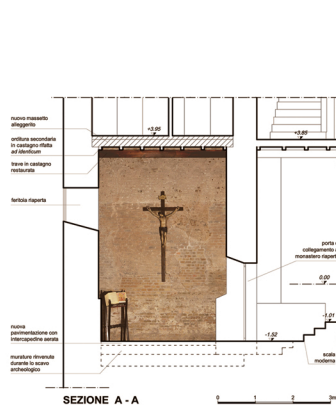 nuovo massetto
alleggerito
+3.95
+3.85
orditura secondaria
in castagno rifatta
ad identicum
trave in castagno
restaurata
feritoia riaperta
porta
collegamento
monastero riapert
0.00
-1.01
-1.52
nuova
pavimentazione con
intercapedine aerata
murature rinvenute
durante lo scavo
archeologico
scala
moderna
SEZIONE A - A
0 1 2